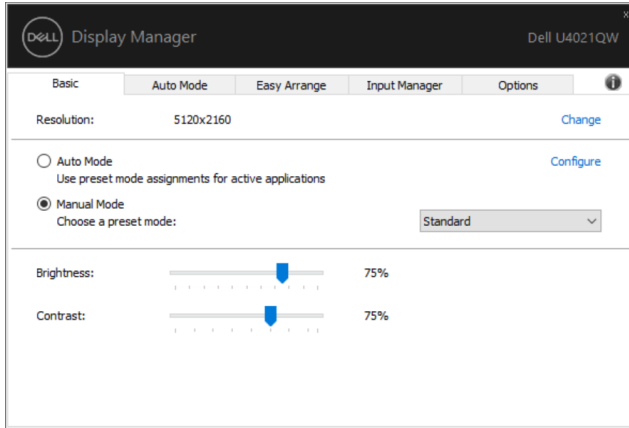 DELL Display Manager
Dell U4021QW
Basic Auto Mode Easy Arrange Input Manager Options
Resolution: 5120x2160 Change
Auto Mode Configure
Use preset mode assignments for active applications
Manual Mode
Choose a preset mode: Standard
Brightness: 75%
Contrast: 75%